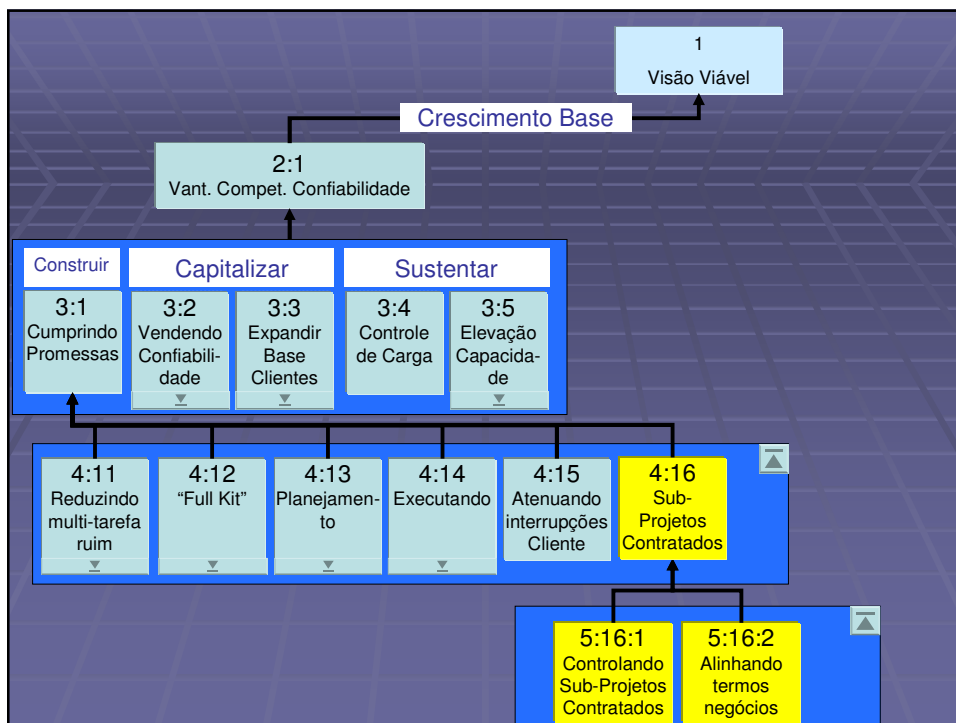 1
Visão Viável
Crescimento Base
2:1
Vant. Compet. Confiabilidade
Construir
Capitalizar
Sustentar
3:1
Cumprindo
Promessas
3:2
Vendendo
Confiabili-
dade
3:3
Expandir
Base
Clientes
3:4
Controle
de Carga
3:5
Elevação
Capacida-
de
4:11
Reduzindo
multi-tarefa
ruim
4:12
“Full Kit”
4:13
Planejamen-
to
4:14
Executando
4:15
Atenuando
interrupções
Cliente
4:16
Sub-
Projetos
Contratados
5:16:1
Controlando
Sub-Projetos
Contratados
5:16:2
Alinhando
termos
negócios